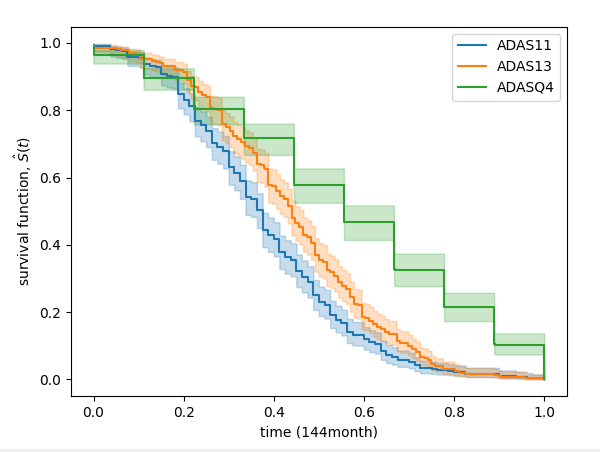 ADAS11
ADAS13
ADASQ4
survival function, Ŝ(t)
1.0
0.8
0.6
0.4
0.2
0.0
0.0 0.2 0.4 0.6 0.8 1.0
time (144month)